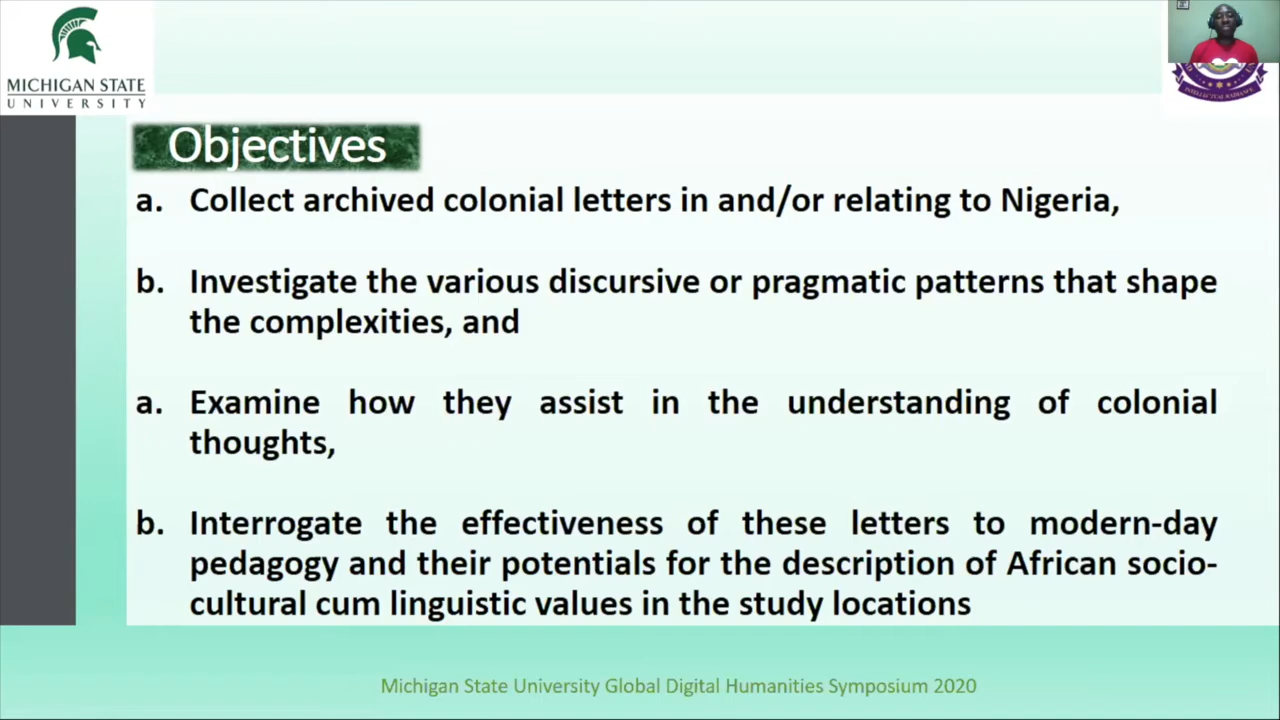 MICHIGAN STATE
UNIVERSITY
INTELLECTUAL RADIANCE
Objectives
a. Collect archived colonial letters in and/or relating to Nigeria,
b. Investigate the various discursive or pragmatic patterns that shape
the complexities, and
a. Examine how they assist in the understanding of colonial
thoughts,
b. Interrogate the effectiveness of these letters to modern-day
pedagogy and their potentials for the description of African socio-
cultural cum linguistic values in the study locations
Michigan State University Global Digital Humanities Symposium 2020